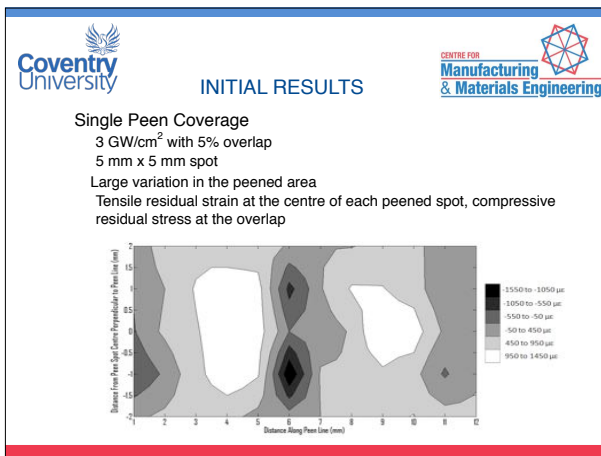 Coventry
University
CENTRE FOR
Manufacturing
& Materials Engineering
INITIAL RESULTS
Single Peen Coverage
3 GW/cm² with 5% overlap
5 mm x 5 mm spot
Large variation in the peened area
Tensile residual strain at the centre of each peened spot, compressive
residual stress at the overlap
Distance From Peen Spot Centre Perpendicular to Peen Line (mm)
2
1.5
1
0.5
0
-0.5
-1
-1.5
-2
1 2 3 4 5 6 7 8 9 10 11 12
Distance Along Peen Line (mm)
-1550 to -1050 µε
-1050 to -550 µε
-550 to -50 µε
-50 to 450 µε
450 to 950 µε
950 to 1450 µε